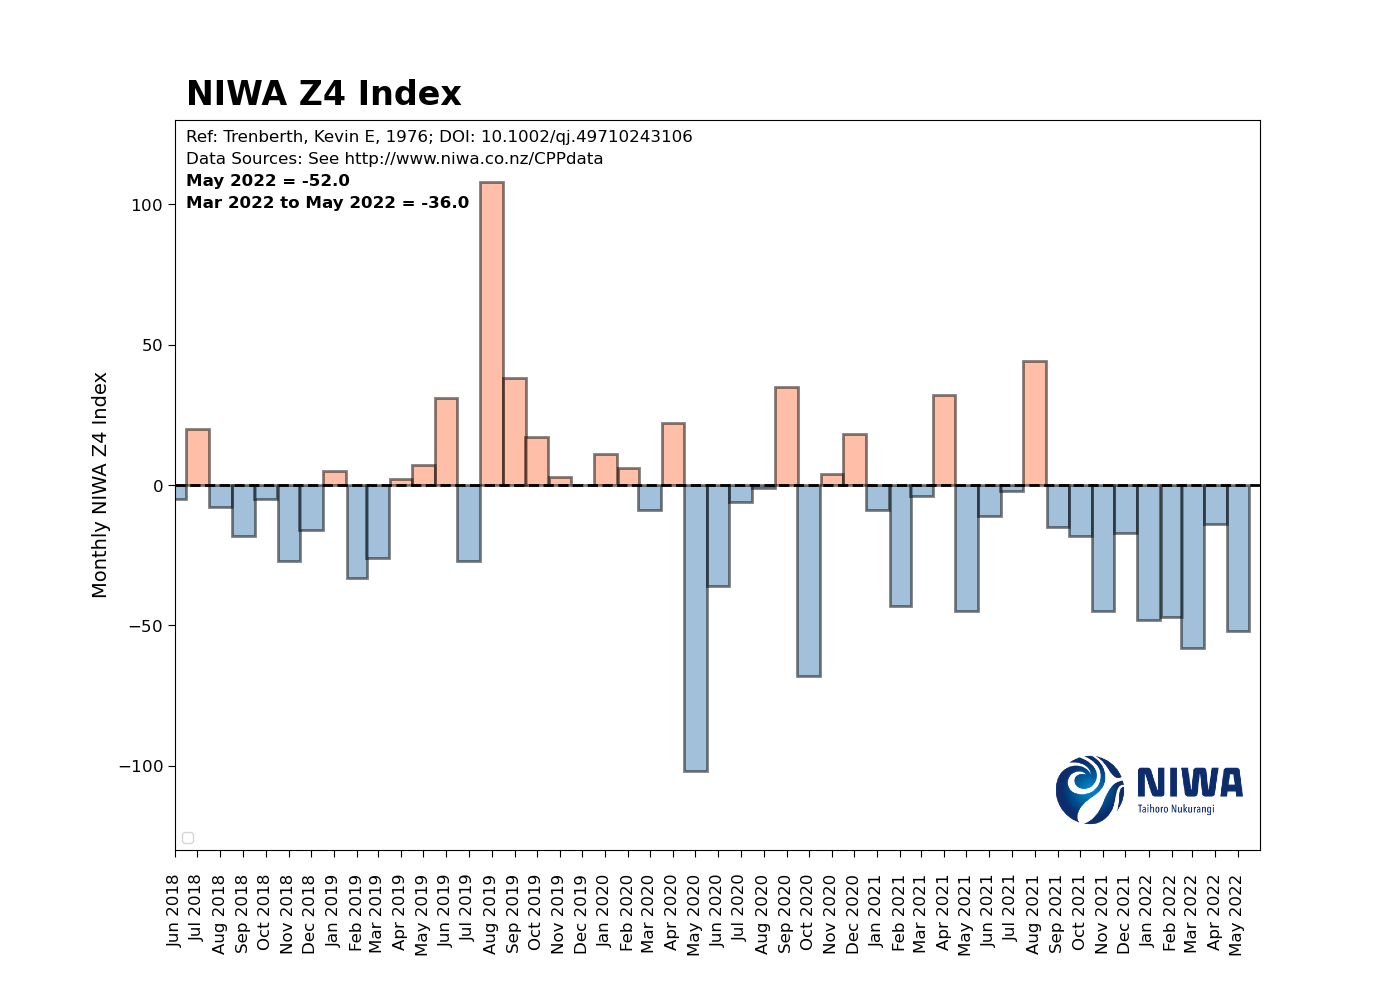 NIWA Z4 Index
Ref: Trenberth, Kevin E, 1976; DOI: 10.1002/qj.49710243106
Data Sources: See http://www.niwa.co.nz/CPPdata
May 2022 = -52.0
Mar 2022 to May 2022 = -36.0
Monthly NIWA Z4 Index
100
50
0
−50
−100
NIWA
Taihoro Nukurangi
Jun 2018
Jul 2018
Aug 2018
Sep 2018
Oct 2018
Nov 2018
Dec 2018
Jan 2019
Feb 2019
Mar 2019
Apr 2019
May 2019
Jun 2019
Jul 2019
Aug 2019
Sep 2019
Oct 2019
Nov 2019
Dec 2019
Jan 2020
Feb 2020
Mar 2020
Apr 2020
May 2020
Jun 2020
Jul 2020
Aug 2020
Sep 2020
Oct 2020
Nov 2020
Dec 2020
Jan 2021
Feb 2021
Mar 2021
Apr 2021
May 2021
Jun 2021
Jul 2021
Aug 2021
Sep 2021
Oct 2021
Nov 2021
Dec 2021
Jan 2022
Feb 2022
Mar 2022
Apr 2022
May 2022